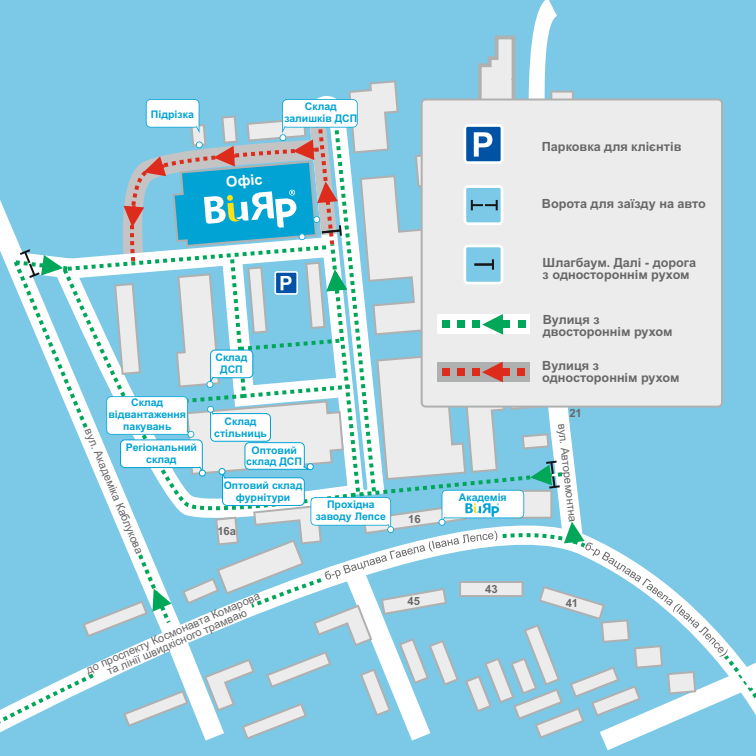 Підрізка
Склад
залишків ДСП
Офіс
ВиЯр®
P
Склад
ДСП
Склад
відвантаження
пакувань
Склад
стільниць
Регіональний
склад
Оптовий
склад ДСП
Оптовий склад
фурнітури
Прохідна
заводу Лепсе
Академія
ВиЯр
16а
16
21
45
43
41
вул. Академіка Каблукова
вул. Авторемонтна
б-р Вацлава Гавела (Івана Лепсе)
б-р Вацлава Гавела (Івана Лепсе)
до проспекту Космонавта Комарова
та лінії швидкісного трамваю
P
Парковка для клієнтів
Ворота для заїзду на авто
Шлагбаум. Далі - дорога
з одностороннім рухом
Вулиця з
двостороннім рухом
Вулиця з
одностороннім рухом